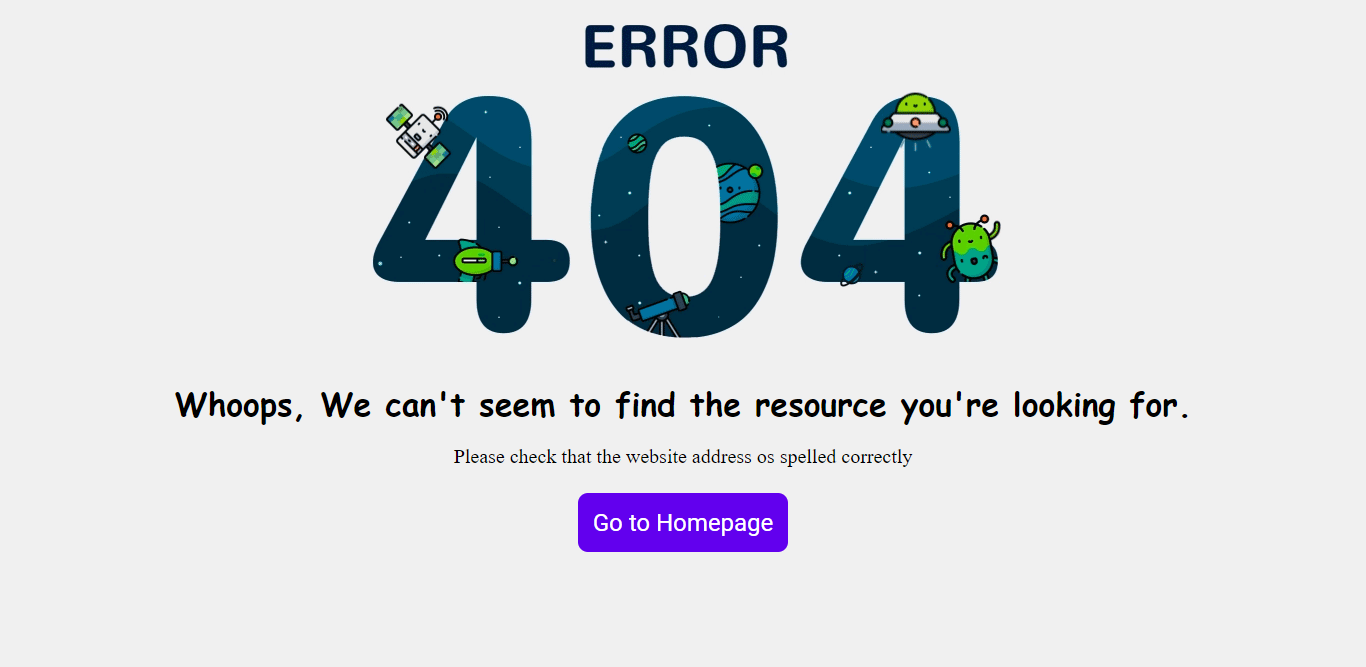 ERROR
404
Whoops, We can't seem to find the resource you're looking for.
Please check that the website address os spelled correctly
Go to Homepage